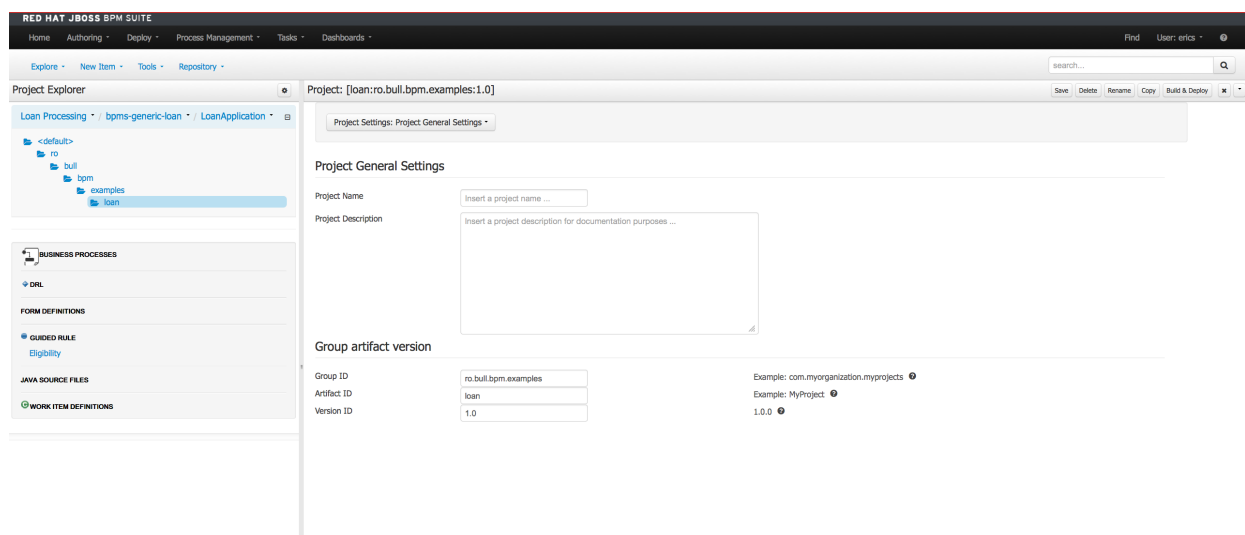 RED HAT JBOSS BPM SUITE
Home Authoring Deploy Process Management Tasks Dashboards Find User: erics
Explore New Item Tools Repository search...
Project Explorer
Project: [loan:ro.bull.bpm.examples:1.0] Save Delete Rename Copy Build & Deploy
Loan Processing / bpms-generic-loan / LoanApplication
<default>
ro
bull
bpm
examples
loan
BUSINESS PROCESSES
DRL
FORM DEFINITIONS
GUIDED RULE
Eligibility
JAVA SOURCE FILES
WORK ITEM DEFINITIONS
Project Settings: Project General Settings
Project General Settings
Project Name Insert a project name ...
Project Description Insert a project description for documentation purposes ...
Group artifact version
Group ID ro.bull.bpm.examples Example: com.myorganization.myprojects
Artifact ID loan Example: MyProject
Version ID 1.0 1.0.0